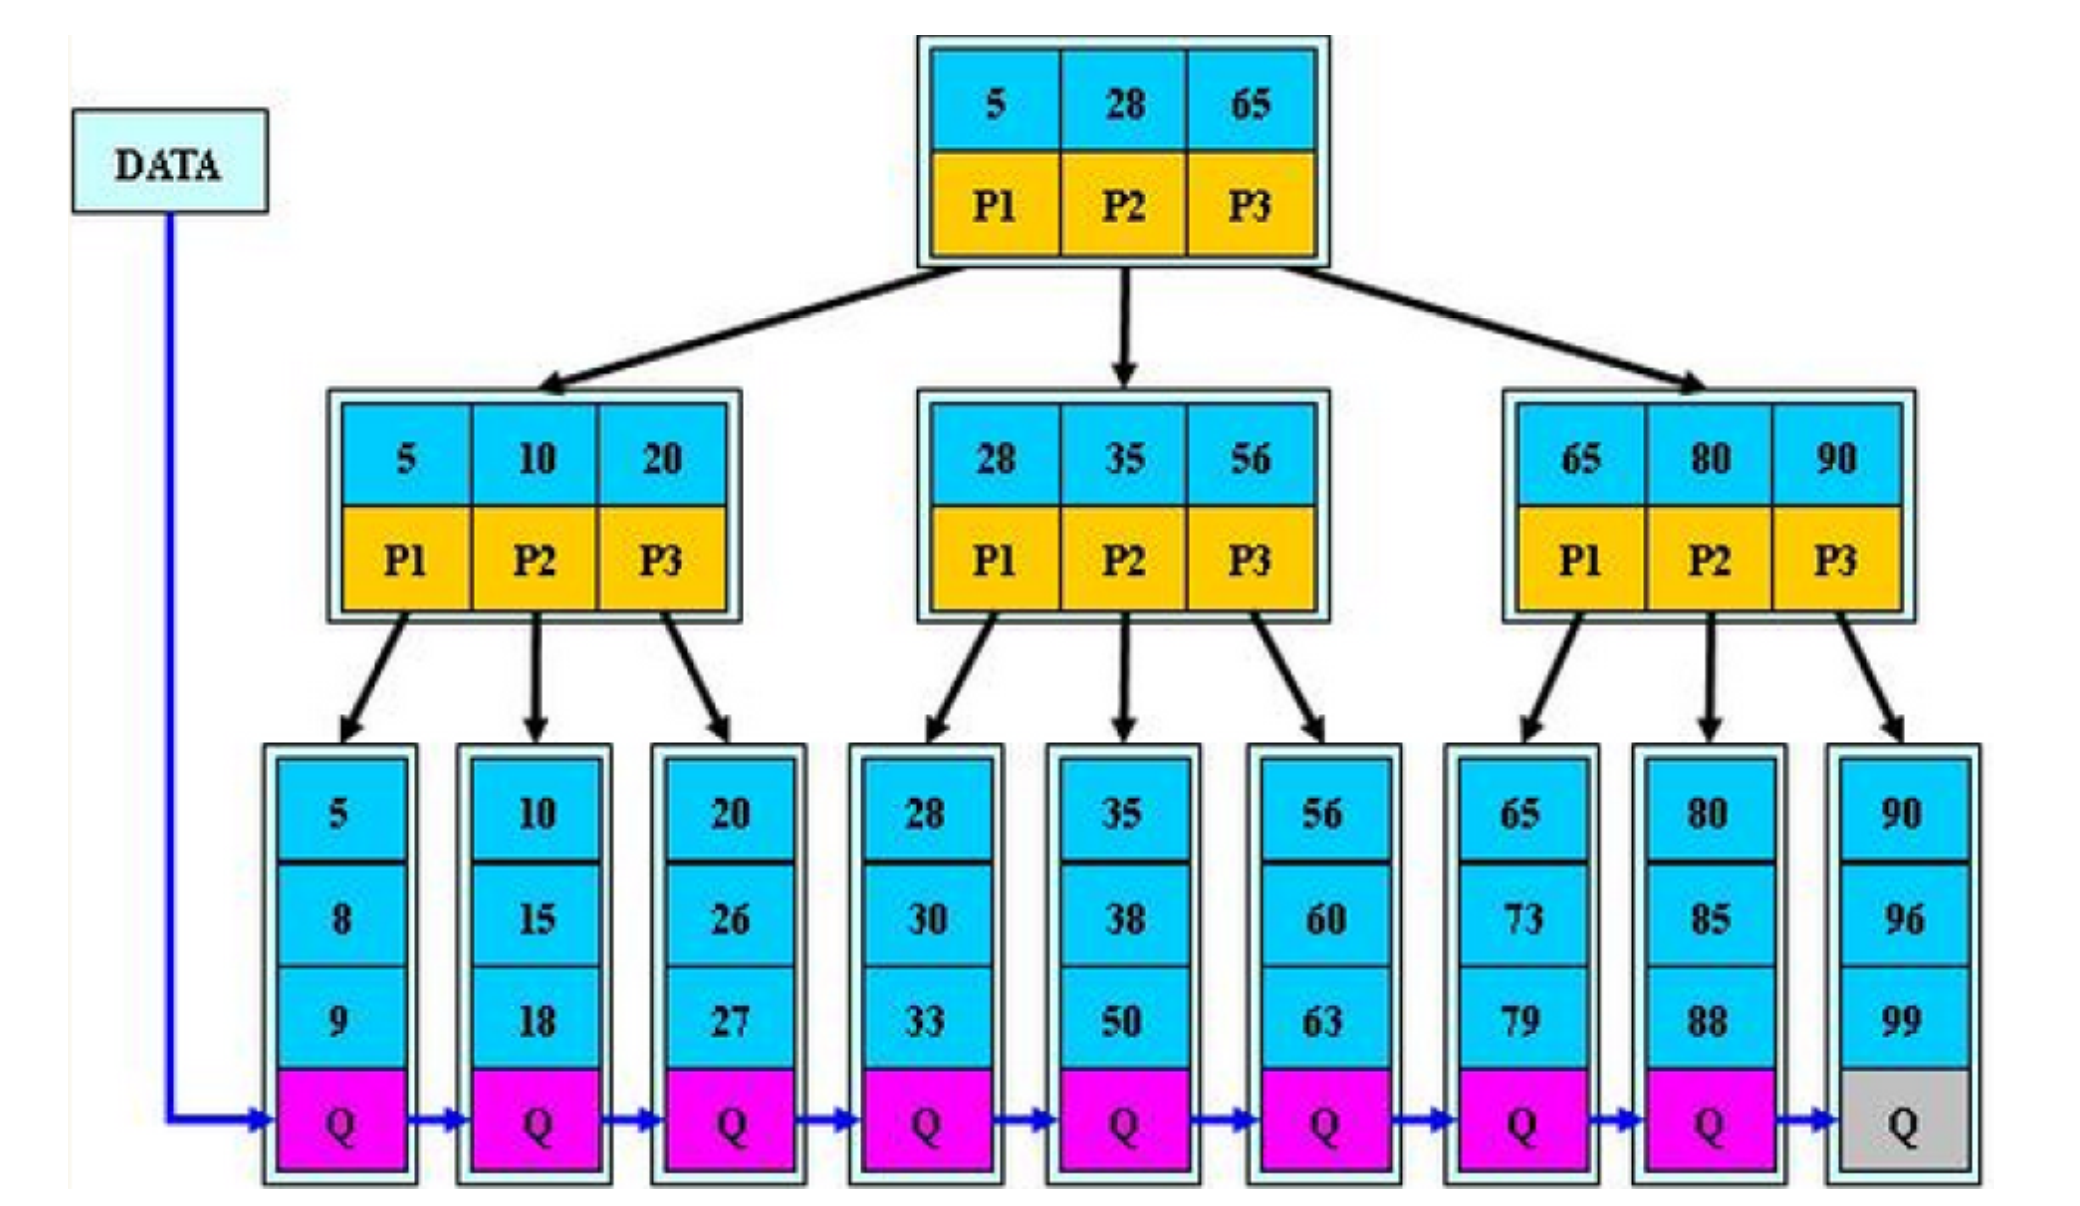 5 28 65
DATA
P1 P2 P3
5 10 20 28 35 56 65 80 90
P1 P2 P3 P1 P2 P3 P1 P2 P3
5 10 20 28 35 56 65 80 90
8 15 26 30 38 60 73 85 96
9 18 27 33 50 63 79 88 99
Q Q Q Q Q Q Q Q Q